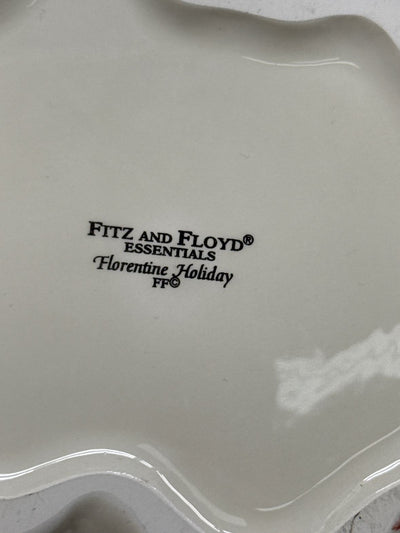 FITZ AND FLOYD®
ESSENTIALS
Florentine Holiday
FF©